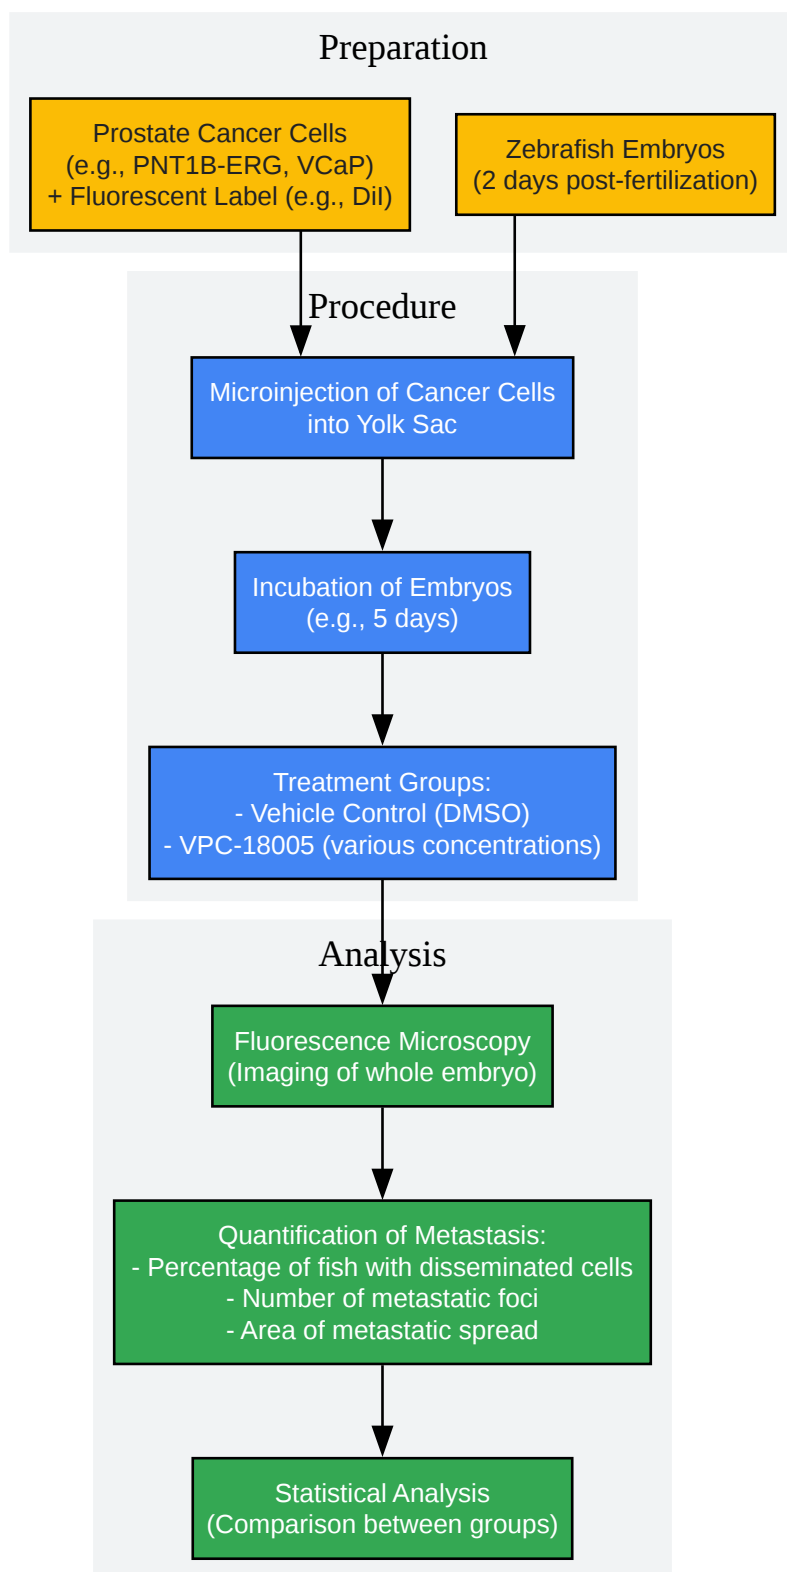 Preparation
Prostate Cancer Cells
(e.g., PNT1B-ERG, VCaP)
+ Fluorescent Label (e.g., DiI)
Zebrafish Embryos
(2 days post-fertilization)
Procedure
Microinjection of Cancer Cells
into Yolk Sac
Incubation of Embryos
(e.g., 5 days)
Treatment Groups:
- Vehicle Control (DMSO)
- VPC-18005 (various concentrations)
Analysis
Fluorescence Microscopy
(Imaging of whole embryo)
Quantification of Metastasis:
- Percentage of fish with disseminated cells
- Number of metastatic foci
- Area of metastatic spread
Statistical Analysis
(Comparison between groups)